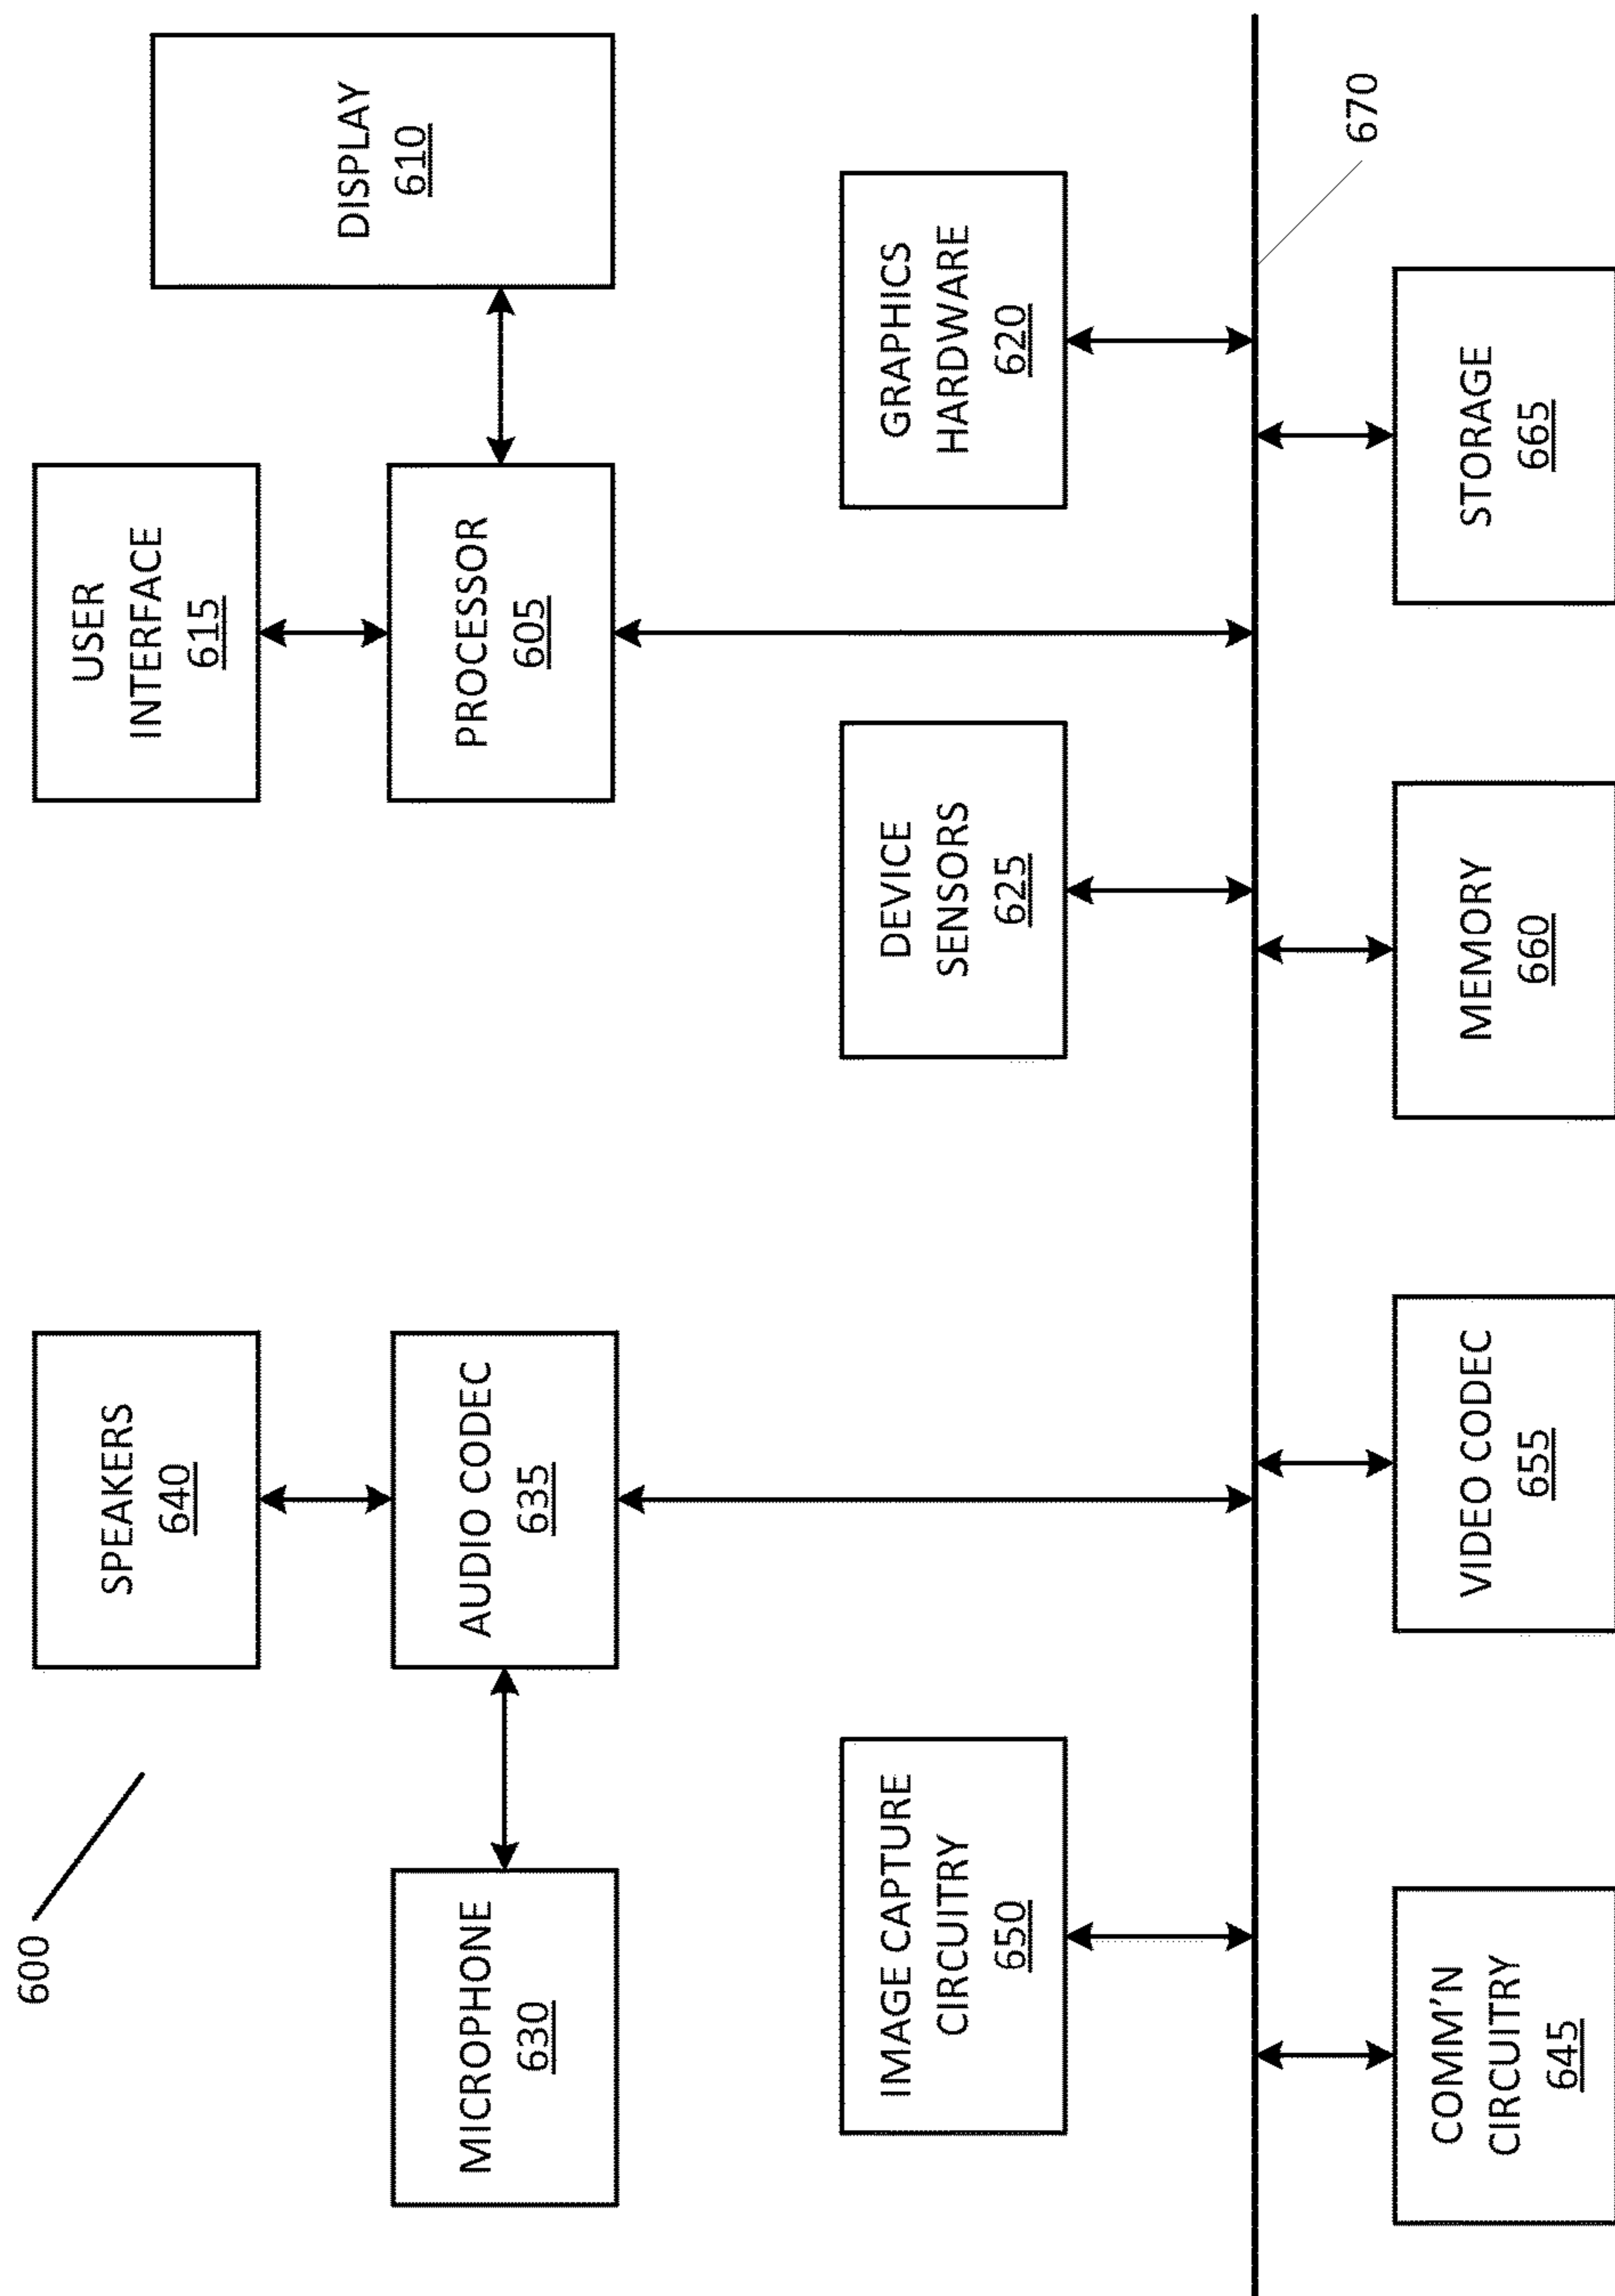 600
SPEAKERS
640
USER
INTERFACE
615
MICROPHONE
630
AUDIO CODEC
635
PROCESSOR
605
DISPLAY
610
IMAGE CAPTURE
CIRCUITRY
650
DEVICE
SENSORS
625
GRAPHICS
HARDWARE
620
670
COMM'N
CIRCUITRY
645
VIDEO CODEC
655
MEMORY
660
STORAGE
665